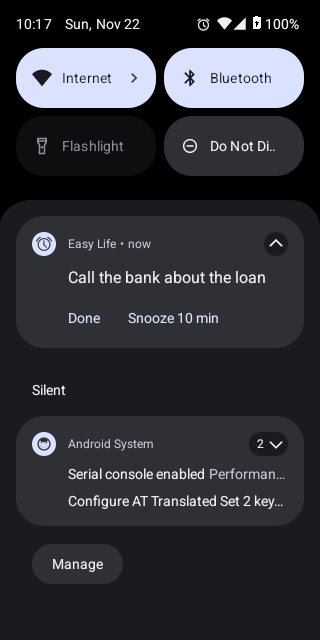 10:17 Sun, Nov 22 100%
Internet Bluetooth
Flashlight Do Not Di..
Easy Life • now
Call the bank about the loan
Done Snooze 10 min
Silent
Android System 2
Serial console enabled Performan...
Configure AT Translated Set 2 key...
Manage